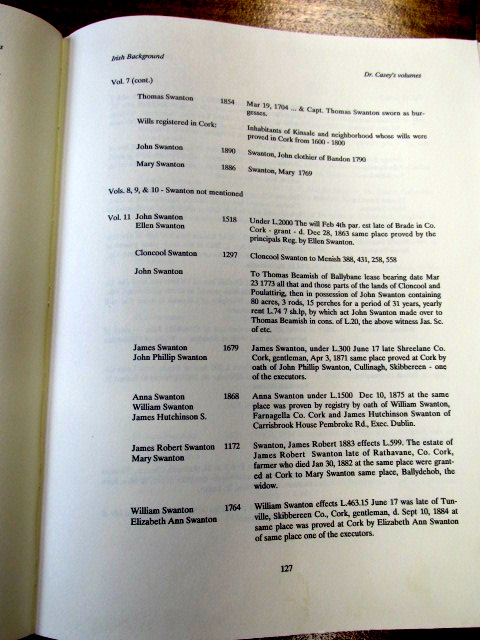 Irish Background
Dr. Casey's volumes
Vol. 7 (cont.)
Thomas Swanton 1854 Mar 19, 1704 ... & Capt. Thomas Swanton sworn as bur-
gesses.
Wills registered in Cork: Inhabitants of Kinsale and neighborhood whose wills were
proved in Cork from 1600 - 1800
John Swanton 1890 Swanton, John clothier of Bandon 1790
Mary Swanton 1886 Swanton, Mary 1769
Vols. 8, 9, & 10 - Swanton not mentioned
Vol. 11 John Swanton 1518 Under L.2000 The will Feb 4th par. est late of Brade in Co.
Ellen Swanton Cork - grant - d. Dec 28, 1863 same place proved by the
principals Reg. by Ellen Swanton.
Cloncool Swanton 1297 Cloncool Swanton to Menish 388, 431, 258, 558
John Swanton To Thomas Beamish of Ballybane lease bearing date Mar
23 1773 all that and those parts of the lands of Cloncool and
Poulattirig, then in possession of John Swanton containing
80 acres, 3 rods, 15 perches for a period of 31 years, yearly
rent L.74 7 sh.lp, by which act John Swanton made over to
Thomas Beamish in cons. of L.20, the above witness Jas. Sc.
of etc.
James Swanton 1679 James Swanton, under L.300 June 17 late Shreelane Co.
John Phillip Swanton Cork, gentleman, Apr 3, 1871 same place proved at Cork by
oath of John Phillip Swanton, Cullinagh, Skibbereen - one
of the executors.
Anna Swanton 1868 Anna Swanton under L.1500 Dec 10, 1875 at the same
William Swanton place was proven by registry by oath of William Swanton,
James Hutchinson S. Farnagella Co. Cork and James Hutchinson Swanton of
Carrisbrook House Pembroke Rd., Exec. Dublin.
James Robert Swanton 1172 Swanton, James Robert 1883 effects L.599. The estate of
Mary Swanton James Robert Swanton late of Rathavane, Co. Cork,
farmer who died Jan 30, 1882 at the same place were grant-
ed at Cork to Mary Swanton same place, Ballydehob, the
widow.
William Swanton 1764 William Swanton effects L.463.15 June 17 was late of Tun-
Elizabeth Ann Swanton ville, Skibbereen Co., Cork, gentleman, d. Sept 10, 1884 at
same place was proved at Cork by Elizabeth Ann Swanton
of same place one of the executors.
127